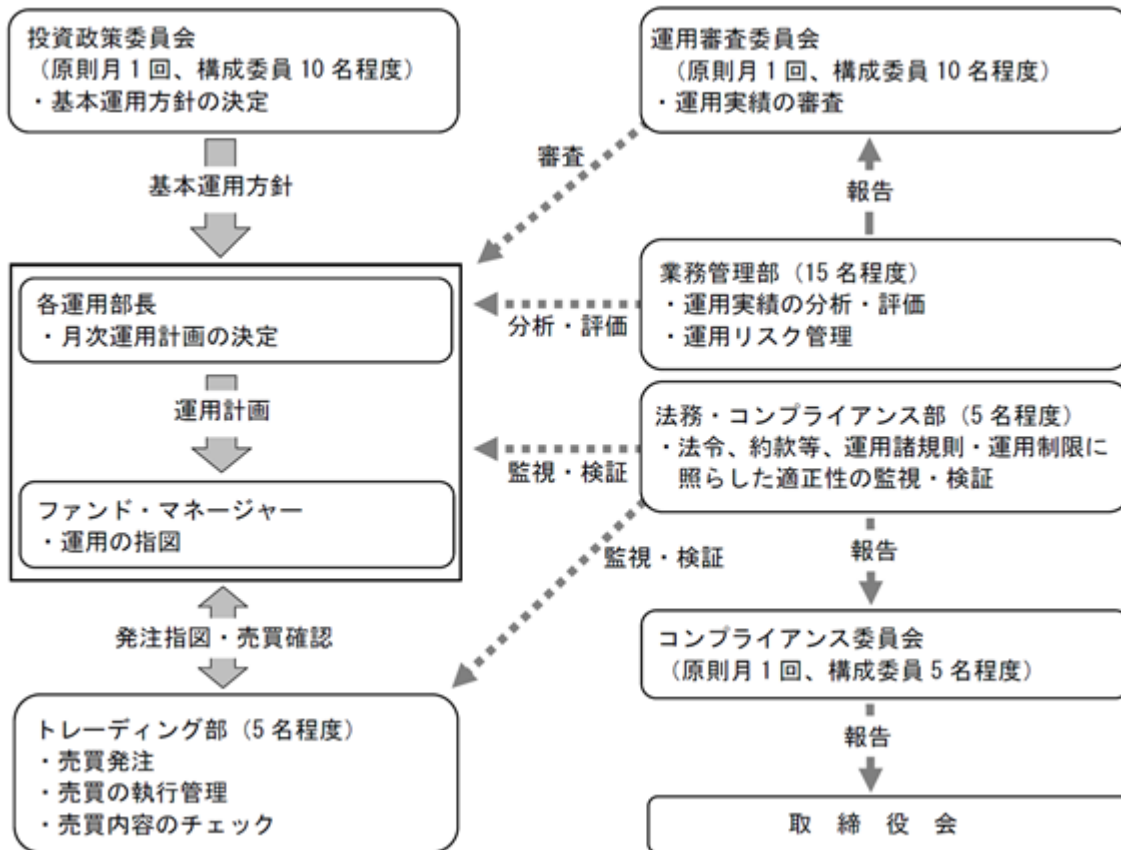 投資政策委員会
（原則月1回、構成委員10名程度）
・基本運用方針の決定
基本運用方針
各運用部長
・月次運用計画の決定
運用計画
ファンド・マネージャー
・運用の指図
発注指図・売買確認
トレーディング部（5名程度）
・売買発注
・売買の執行管理
・売買内容のチェック
運用審査委員会
（原則月1回、構成委員10名程度）
・運用実績の審査
審査
報告
業務管理部（15名程度）
・運用実績の分析・評価
・運用リスク管理
分析・評価
法務・コンプライアンス部（5名程度）
・法令、約款等、運用諸規則・運用制限に
照らした適正性の監視・検証
監視・検証
監視・検証
報告
コンプライアンス委員会
（原則月1回、構成委員5名程度）
報告
取締役会